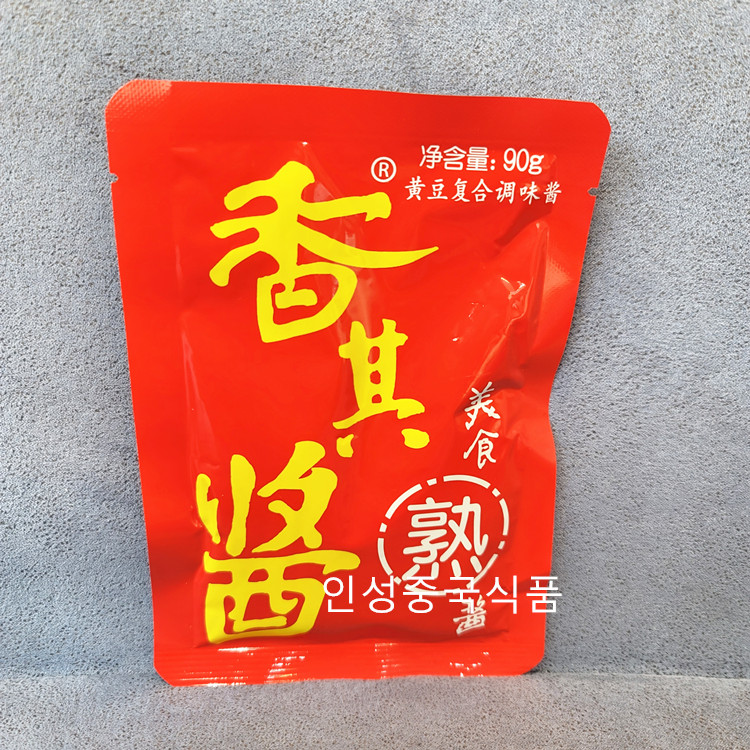 净含量: 90g
黄豆复合调味酱
香其酱
®
美食
熟
酱
인성중국식품